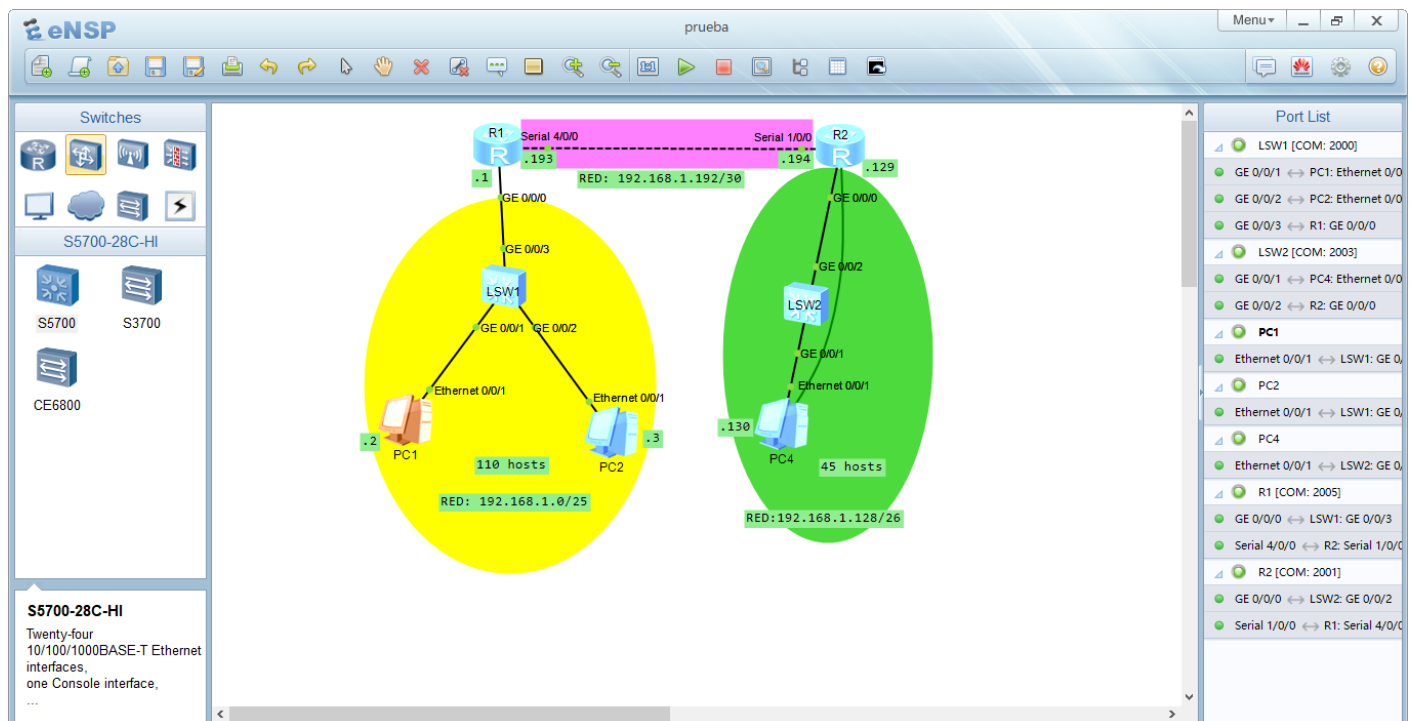 eNSP
prueba
Menu
1:1
Switches
R
S5700-28C-HI
S5700
S3700
CE6800
S5700-28C-HI
Twenty-four
10/100/1000BASE-T Ethernet
interfaces,
one Console interface,
...
R1
Serial 4/0/0
Serial 1/0/0
R2
R
R
.193
.194
.129
.1
RED: 192.168.1.192/30
GE 0/0/0
GE 0/0/0
GE 0/0/3
GE 0/0/2
LSW1
LSW2
GE 0/0/1
GE 0/0/2
GE 0/0/1
Ethernet 0/0/1
Ethernet 0/0/1
Ethernet 0/0/1
.2
.3
.130
PC1
PC2
PC4
110 hosts
45 hosts
RED: 192.168.1.0/25
RED:192.168.1.128/26
Port List
LSW1 [COM: 2000]
GE 0/0/1 <-> PC1: Ethernet 0/0
GE 0/0/2 <-> PC2: Ethernet 0/0
GE 0/0/3 <-> R1: GE 0/0/0
LSW2 [COM: 2003]
GE 0/0/1 <-> PC4: Ethernet 0/0
GE 0/0/2 <-> R2: GE 0/0/0
PC1
Ethernet 0/0/1 <-> LSW1: GE 0/
PC2
Ethernet 0/0/1 <-> LSW1: GE 0/
PC4
Ethernet 0/0/1 <-> LSW2: GE 0/
R1 [COM: 2005]
GE 0/0/0 <-> LSW1: GE 0/0/3
Serial 4/0/0 <-> R2: Serial 1/0/0
R2 [COM: 2001]
GE 0/0/0 <-> LSW2: GE 0/0/2
Serial 1/0/0 <-> R1: Serial 4/0/0